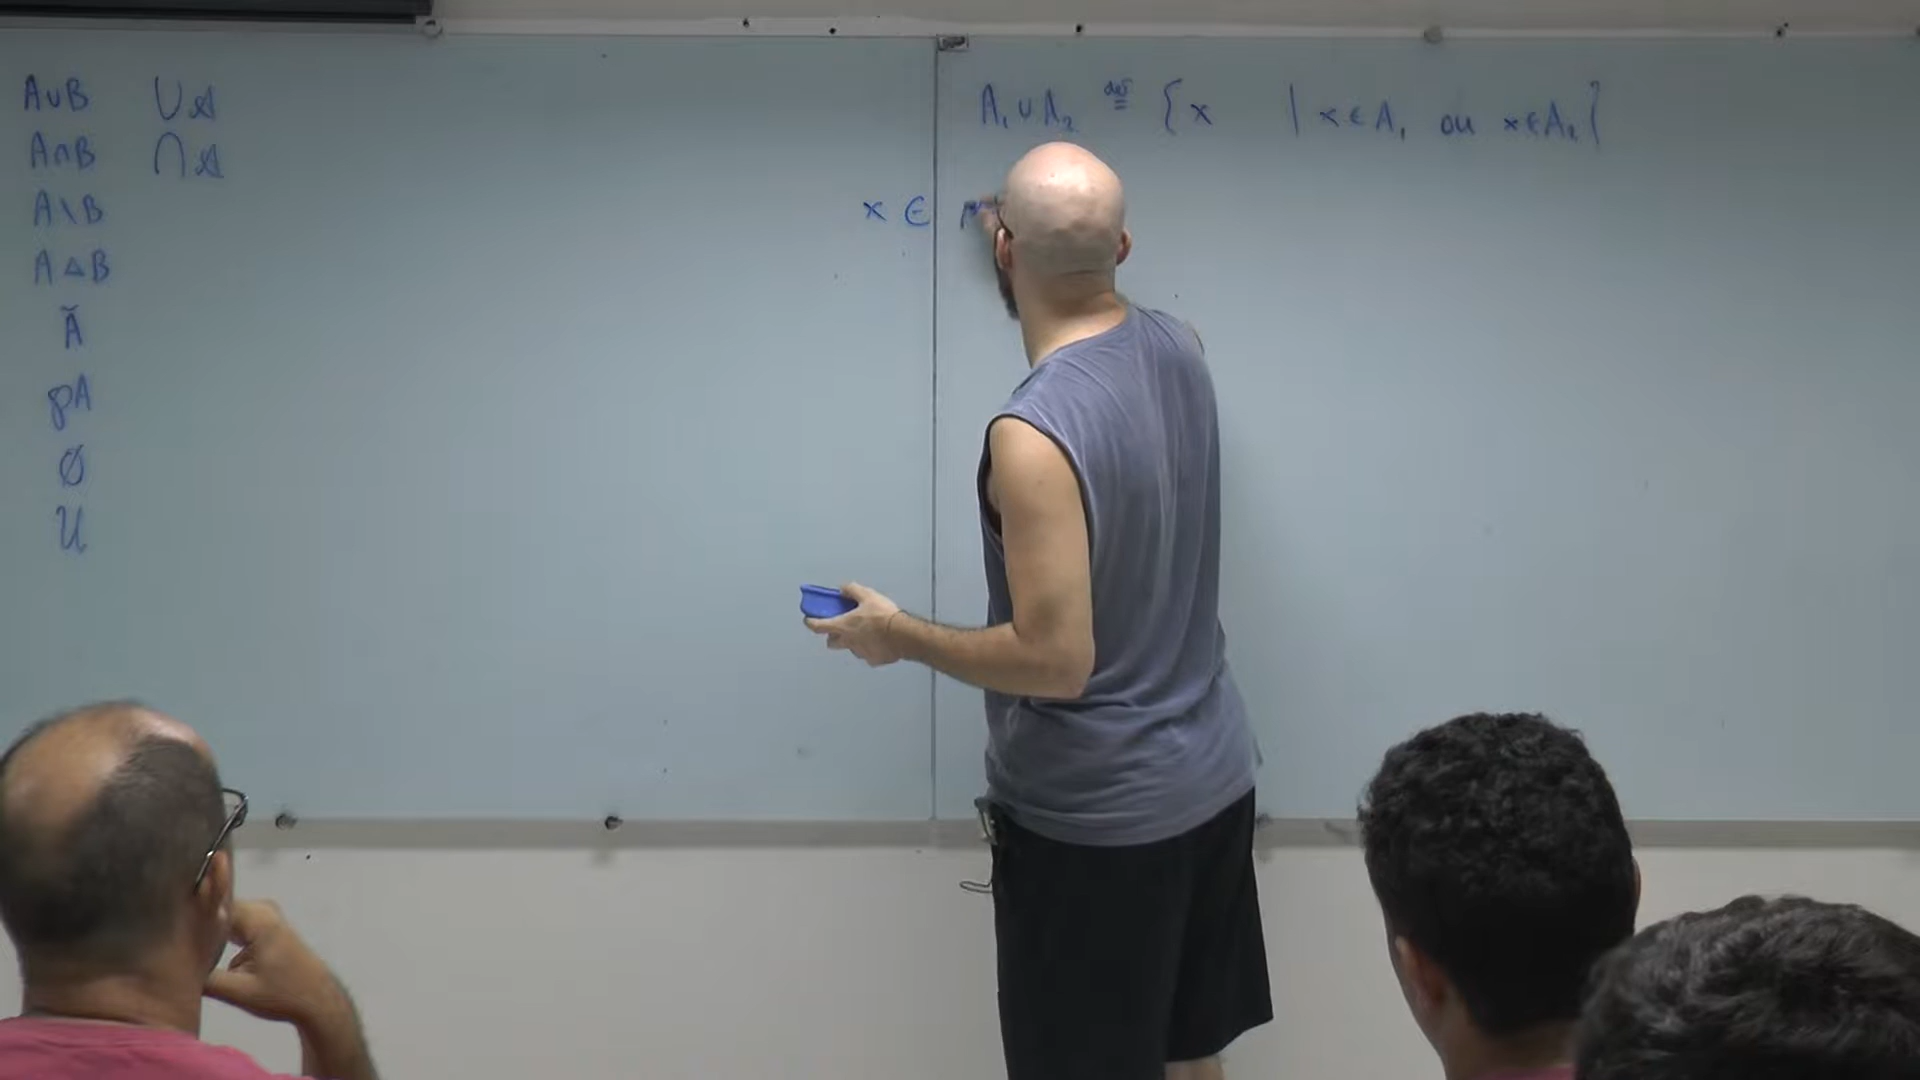 A∪B ⋃𝒜
A∩B ⋂𝒜
A\B
A△B
Ã
℘A
∅
𝒰
A₁∪A₂ ≝ {x | x∈A₁ ou x∈A₂}
x ∈